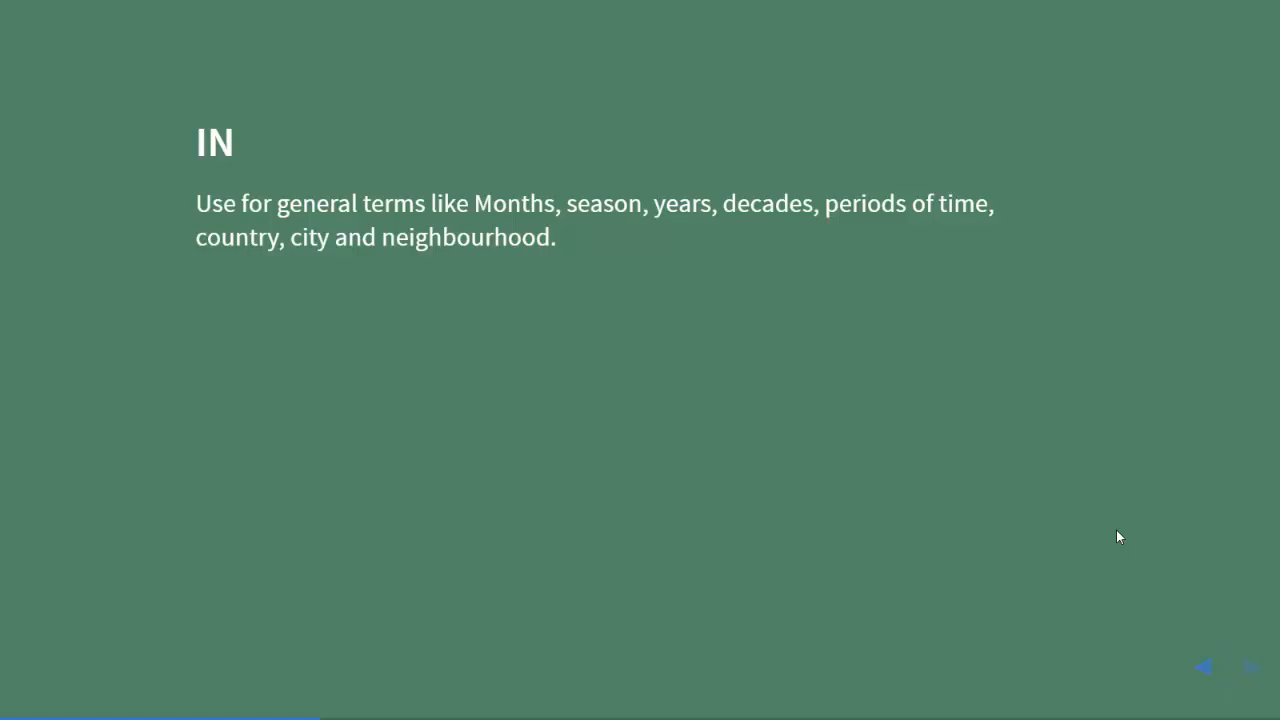 IN
Use for general terms like Months, season, years, decades, periods of time,
country, city and neighbourhood.